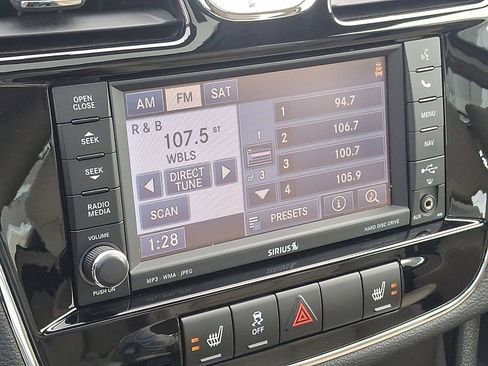 OPEN
CLOSE
SEEK
SEEK
RADIO
MEDIA
VOLUME
PUSH ON
AM FM SAT
R & B
107.5 ST
WBLS
DIRECT
TUNE
SCAN
1:28
1
of 3
1 94.7
2 106.7
3 100.7
4 105.9
PRESETS
MENU
NAV
AUX
MP3 · WMA · JPEG
SIRIUS
HARD DISC DRIVE
OFF